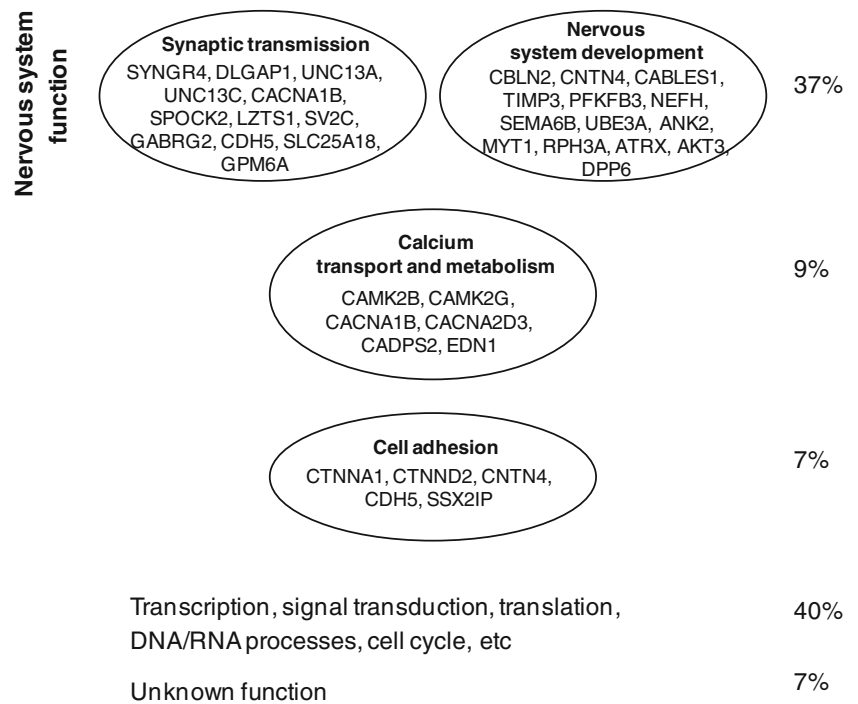 Nervous system
function
Synaptic transmission
SYNGR4, DLGAP1, UNC13A,
UNC13C, CACNA1B,
SPOCK2, LZTS1, SV2C,
GABRG2, CDH5, SLC25A18,
GPM6A
Nervous
system development
CBLN2, CNTN4, CABLES1,
TIMP3, PFKFB3, NEFH,
SEMA6B, UBE3A, ANK2,
MYT1, RPH3A, ATRX, AKT3,
DPP6
37%
Calcium
transport and metabolism
CAMK2B, CAMK2G,
CACNA1B, CACNA2D3,
CADPS2, EDN1
9%
Cell adhesion
CTNNA1, CTNND2, CNTN4,
CDH5, SSX2IP
7%
Transcription, signal transduction, translation,
DNA/RNA processes, cell cycle, etc
40%
Unknown function
7%